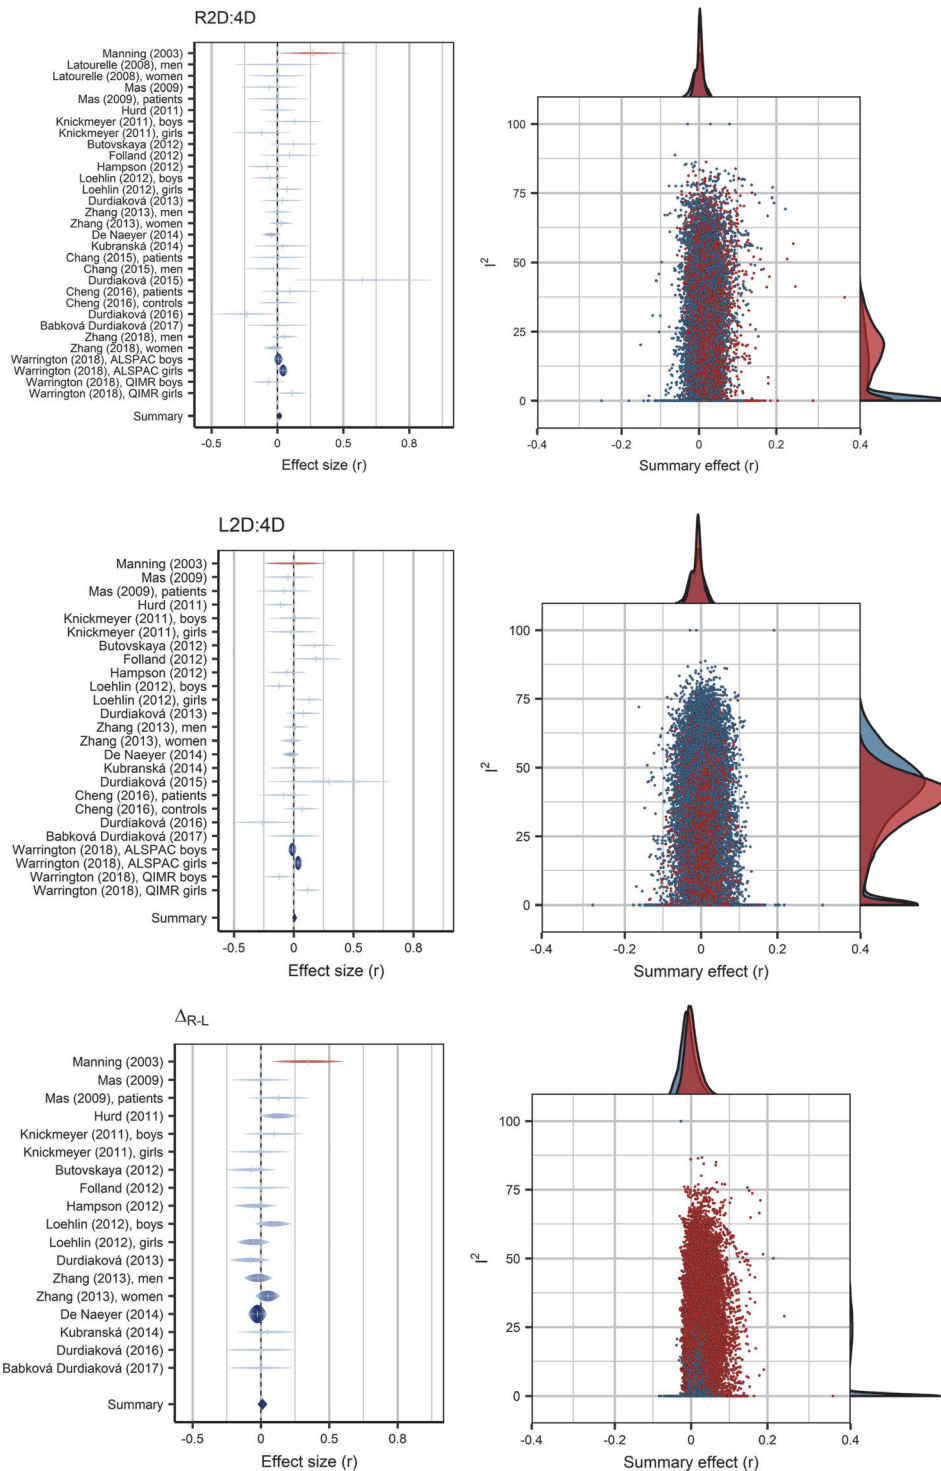 R2D:4D
Manning (2003)
Latourelle (2008), men
Latourelle (2008), women
Mas (2009)
Mas (2009), patients
Hurd (2011)
Knickmeyer (2011), boys
Knickmeyer (2011), girls
Butovskaya (2012)
Folland (2012)
Hampson (2012)
Loehlin (2012), boys
Loehlin (2012), girls
Durdiaková (2013)
Zhang (2013), men
Zhang (2013), women
De Naeyer (2014)
Kubranská (2014)
Chang (2015), patients
Chang (2015), men
Durdiaková (2015)
Cheng (2016), patients
Cheng (2016), controls
Durdiaková (2016)
Babková Durdiaková (2017)
Zhang (2018), men
Zhang (2018), women
Warrington (2018), ALSPAC boys
Warrington (2018), ALSPAC girls
Warrington (2018), QIMR boys
Warrington (2018), QIMR girls
Summary
-0.5 0 0.5 0.8
Effect size (r)
100
75
50
25
0
I²
-0.4 -0.2 0 0.2 0.4
Summary effect (r)
L2D:4D
Manning (2003)
Mas (2009)
Mas (2009), patients
Hurd (2011)
Knickmeyer (2011), boys
Knickmeyer (2011), girls
Butovskaya (2012)
Folland (2012)
Hampson (2012)
Loehlin (2012), boys
Loehlin (2012), girls
Durdiaková (2013)
Zhang (2013), men
Zhang (2013), women
De Naeyer (2014)
Kubranská (2014)
Durdiaková (2015)
Cheng (2016), patients
Cheng (2016), controls
Durdiaková (2016)
Babková Durdiaková (2017)
Warrington (2018), ALSPAC boys
Warrington (2018), ALSPAC girls
Warrington (2018), QIMR boys
Warrington (2018), QIMR girls
Summary
-0.5 0 0.5 0.8
Effect size (r)
100
75
50
25
0
I²
-0.4 -0.2 0 0.2 0.4
Summary effect (r)
Δ R-L
Manning (2003)
Mas (2009)
Mas (2009), patients
Hurd (2011)
Knickmeyer (2011), boys
Knickmeyer (2011), girls
Butovskaya (2012)
Folland (2012)
Hampson (2012)
Loehlin (2012), boys
Loehlin (2012), girls
Durdiaková (2013)
Zhang (2013), men
Zhang (2013), women
De Naeyer (2014)
Kubranská (2014)
Durdiaková (2016)
Babková Durdiaková (2017)
Summary
-0.5 0 0.5 0.8
Effect size (r)
100
75
50
25
0
I²
-0.4 -0.2 0 0.2 0.4
Summary effect (r)